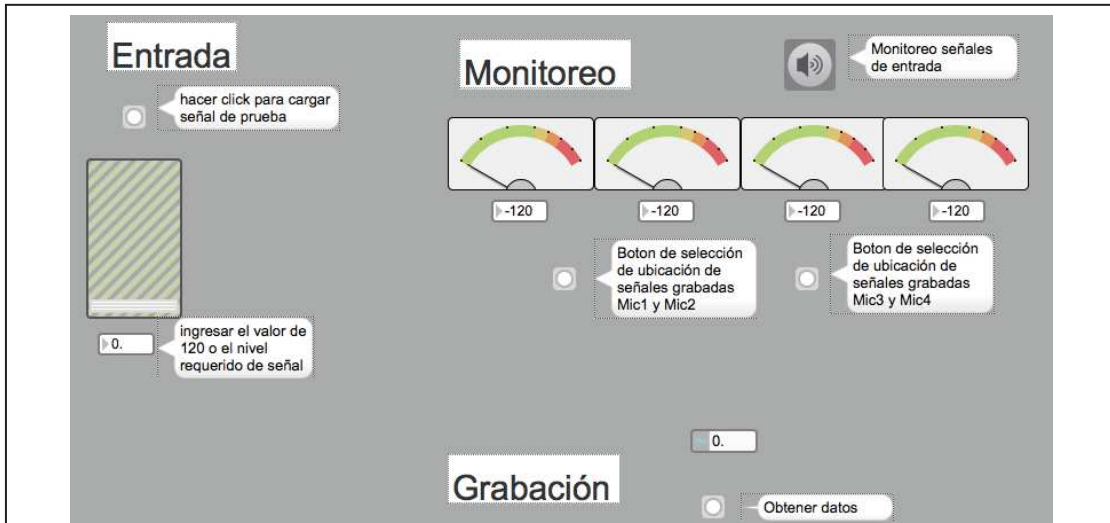 Entrada
hacer click para cargar
señal de prueba
0.
ingresar el valor de
120 o el nivel
requerido de señal
Monitoreo
Monitoreo señales
de entrada
-120
-120
-120
-120
Boton de selección
de ubicación de
señales grabadas
Mic1 y Mic2
Boton de selección
de ubicación de
señales grabadas
Mic3 y Mic4
0.
Grabación
Obtener datos